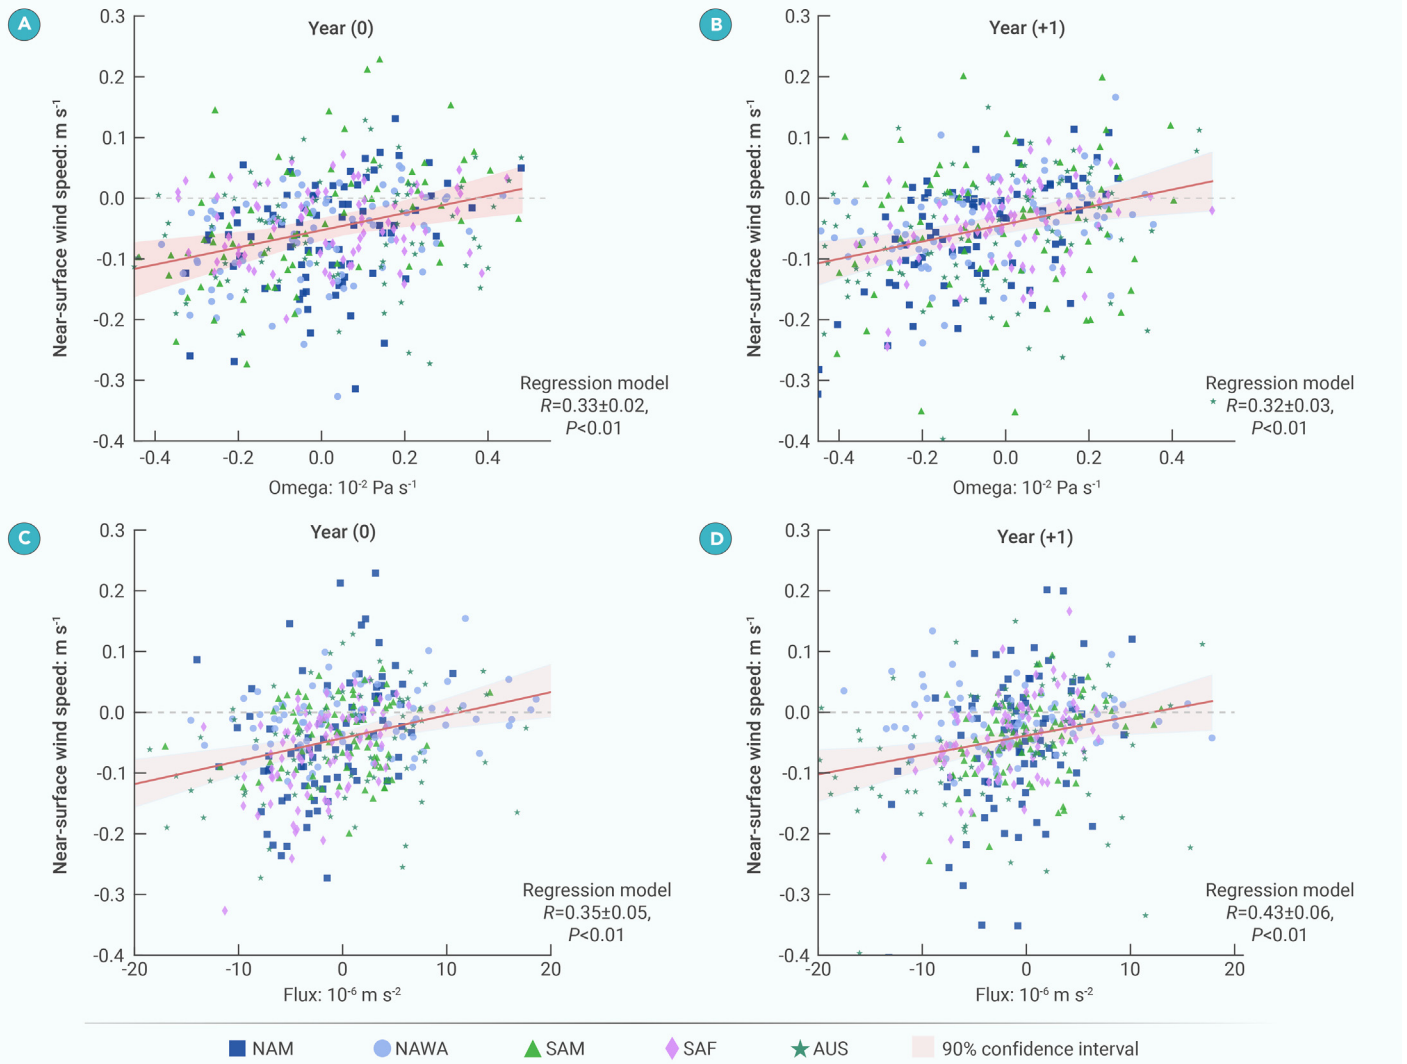 A
Year (0)
0.3
0.2
0.1
0.0
-0.1
-0.2
-0.3
-0.4
Near-surface wind speed: m s⁻¹
-0.4 -0.2 0.0 0.2 0.4
Omega: 10⁻² Pa s⁻¹
Regression model
R=0.33±0.02,
P<0.01
B
Year (+1)
0.3
0.2
0.1
0.0
-0.1
-0.2
-0.3
-0.4
Near-surface wind speed: m s⁻¹
-0.4 -0.2 0.0 0.2 0.4
Omega: 10⁻² Pa s⁻¹
Regression model
R=0.32±0.03,
P<0.01
C
Year (0)
0.3
0.2
0.1
0.0
-0.1
-0.2
-0.3
-0.4
Near-surface wind speed: m s⁻¹
-20 -10 0 10 20
Flux: 10⁻⁶ m s⁻²
Regression model
R=0.35±0.05,
P<0.01
D
Year (+1)
0.3
0.2
0.1
0.0
-0.1
-0.2
-0.3
-0.4
Near-surface wind speed: m s⁻¹
-20 -10 0 10 20
Flux: 10⁻⁶ m s⁻²
Regression model
R=0.43±0.06,
P<0.01
NAM NAWA SAM SAF AUS 90% confidence interval